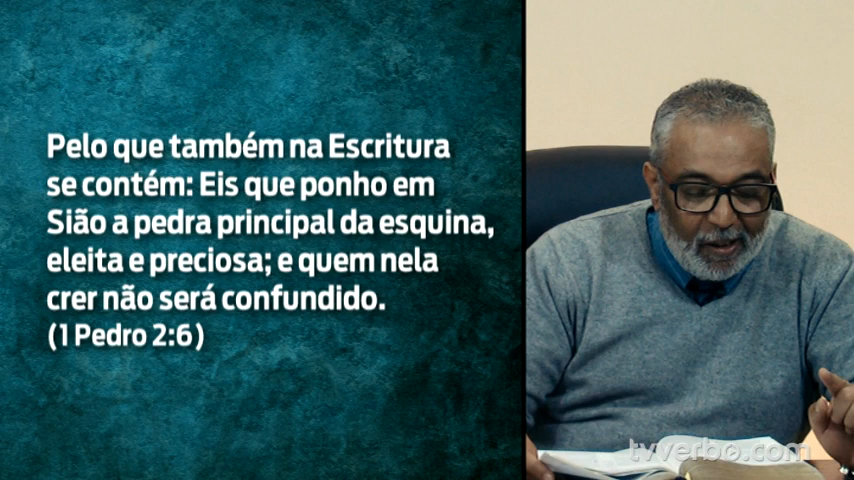 Pelo que também na Escritura
se contém: Eis que ponho em
Sião a pedra principal da esquina,
eleita e preciosa; e quem nela
crer não será confundido.
(1 Pedro 2:6)
tvverbo.com